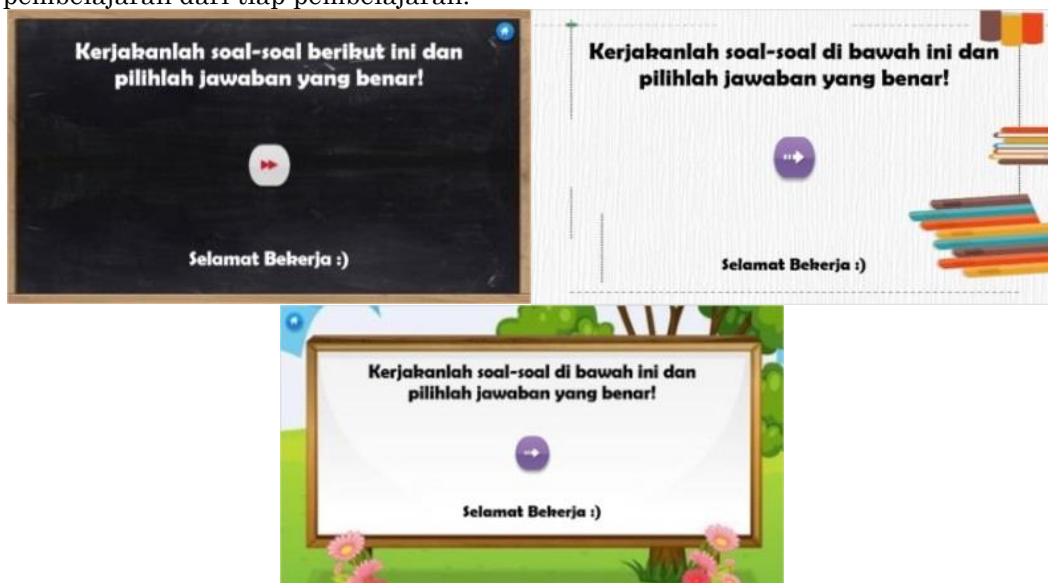 pembelajaran dari tiap pembelajaran.
Kerjakanlah soal-soal berikut ini dan
pilihlah jawaban yang benar!
Selamat Bekerja :)
Kerjakanlah soal-soal di bawah ini dan
pilihlah jawaban yang benar!
Selamat Bekerja :)
Kerjakanlah soal-soal di bawah ini dan
pilihlah jawaban yang benar!
Selamat Bekerja :)